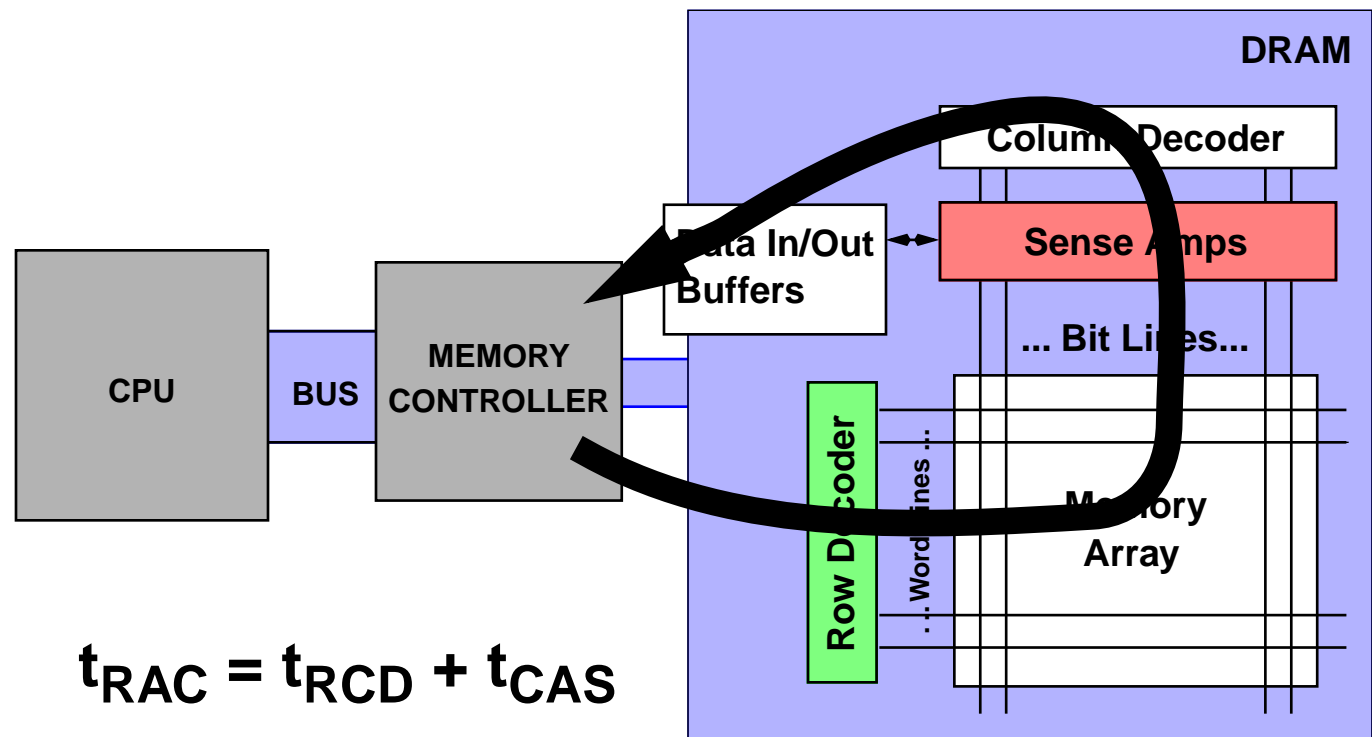 DRAM
Column Decoder
Data In/Out
Buffers
Sense Amps
... Bit Lines...
CPU
BUS
MEMORY
CONTROLLER
Row Decoder
... Word Lines ...
Memory
Array
tRAC = tRCD + tCAS